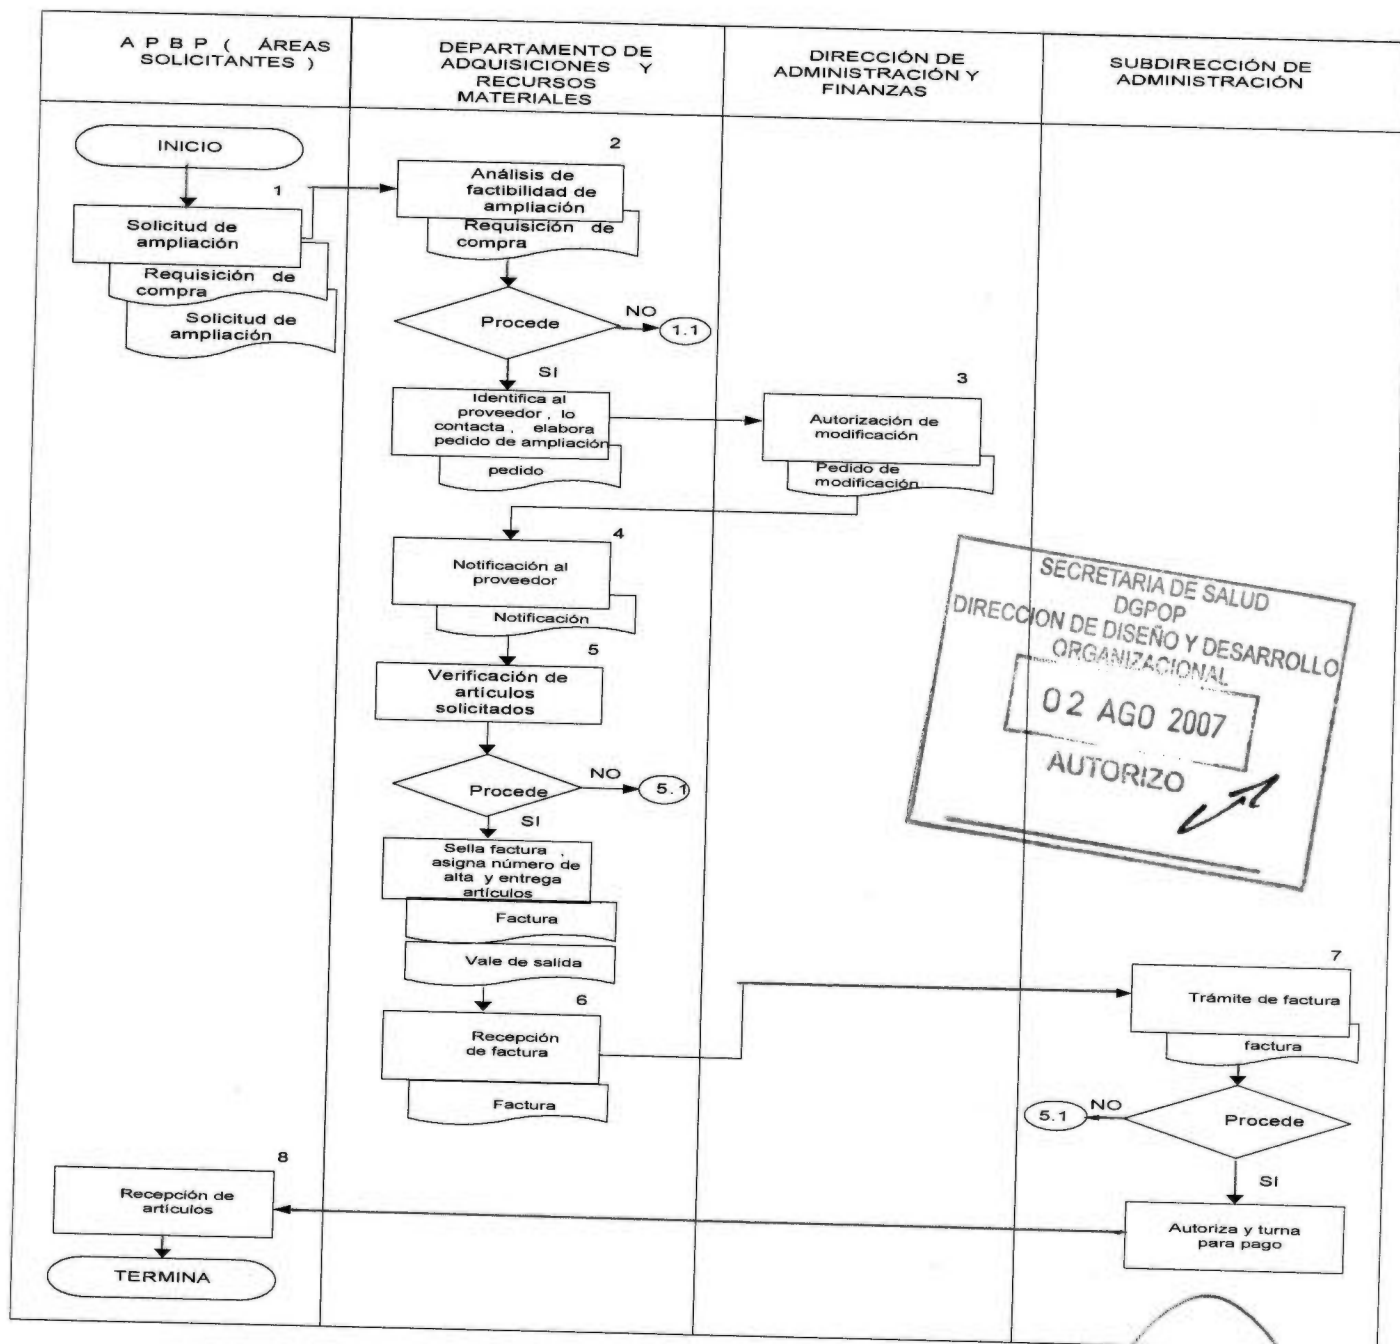 A P B P ( ÁREAS
SOLICITANTES )
DEPARTAMENTO DE
ADQUISICIONES Y
RECURSOS
MATERIALES
DIRECCIÓN DE
ADMINISTRACIÓN Y
FINANZAS
SUBDIRECCIÓN DE
ADMINISTRACIÓN
INICIO
1
Solicitud de
ampliación
Requisición de
compra
Solicitud de
ampliación
2
Análisis de
factibilidad de
ampliación
Requisición de
compra
Procede
NO
1.1
SI
Identifica al
proveedor , lo
contacta , elabora
pedido de ampliación
pedido
3
Autorización de
modificación
Pedido de
modificación
4
Notificación al
proveedor
Notificación
5
Verificación de
artículos
solicitados
Procede
NO
5.1
SI
Sella factura ,
asigna número de
alta y entrega
artículos
Factura
Vale de salida
6
Recepción
de factura
Factura
SECRETARIA DE SALUD
DGPOP
DIRECCION DE DISEÑO Y DESARROLLO
ORGANIZACIONAL
02 AGO 2007
AUTORIZO
7
Trámite de factura
factura
Procede
NO
5.1
SI
Autoriza y turna
para pago
8
Recepción de
artículos
TERMINA